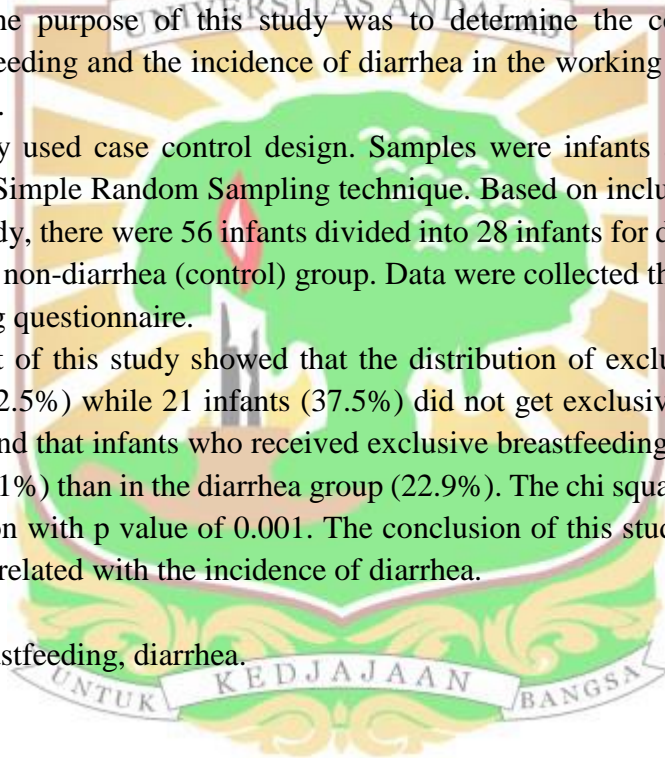 UNIVERSITAS ANDALAS
he purpose of this study was to determine the co
eeding and the incidence of diarrhea in the working
.
y used case control design. Samples were infants
Simple Random Sampling technique. Based on inclu
dy, there were 56 infants divided into 28 infants for d
non-diarrhea (control) group. Data were collected th
g questionnaire.
t of this study showed that the distribution of exclu
2.5%) while 21 infants (37.5%) did not get exclusiv
nd that infants who received exclusive breastfeeding
1%) than in the diarrhea group (22.9%). The chi squa
on with p value of 0.001. The conclusion of this stud
related with the incidence of diarrhea.
astfeeding, diarrhea.
UNTUK KEDJAJAAN BANGSA